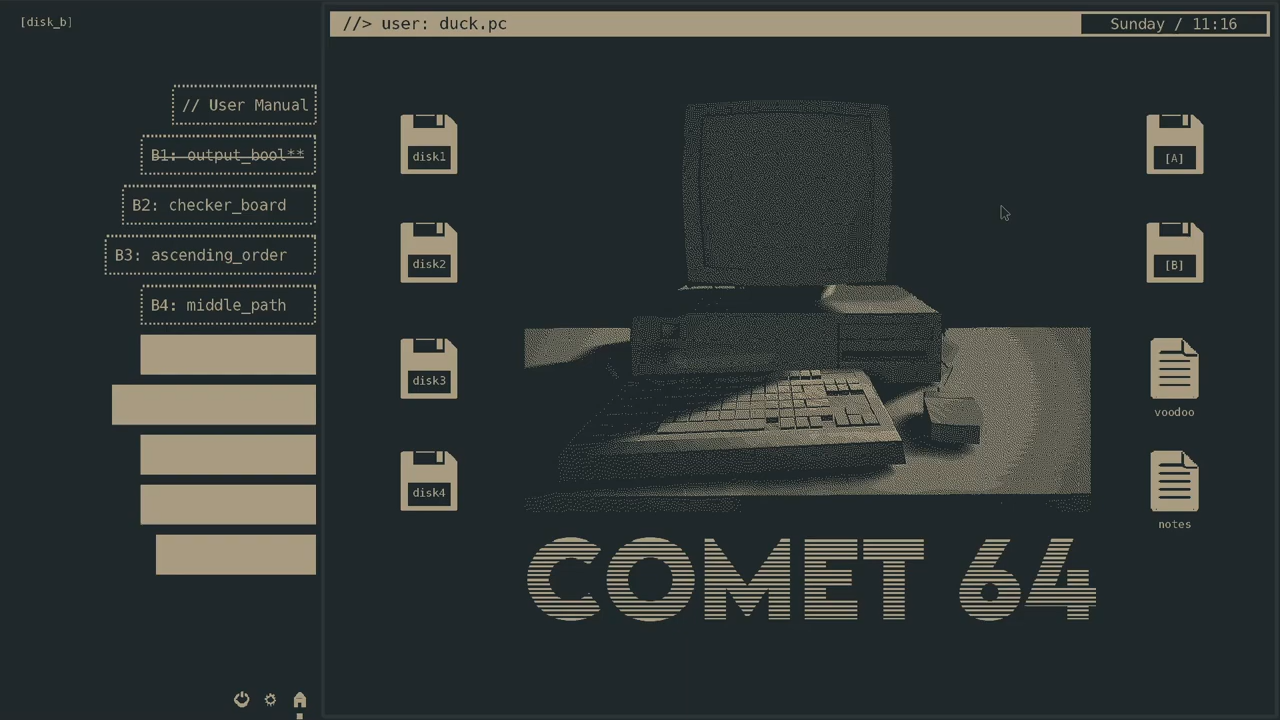 [disk_b]
//> user: duck.pc
Sunday / 11:16
// User Manual
B1: output_bool**
B2: checker_board
B3: ascending_order
B4: middle_path
disk1
disk2
disk3
disk4
[A]
[B]
voodoo
notes
COMET 64